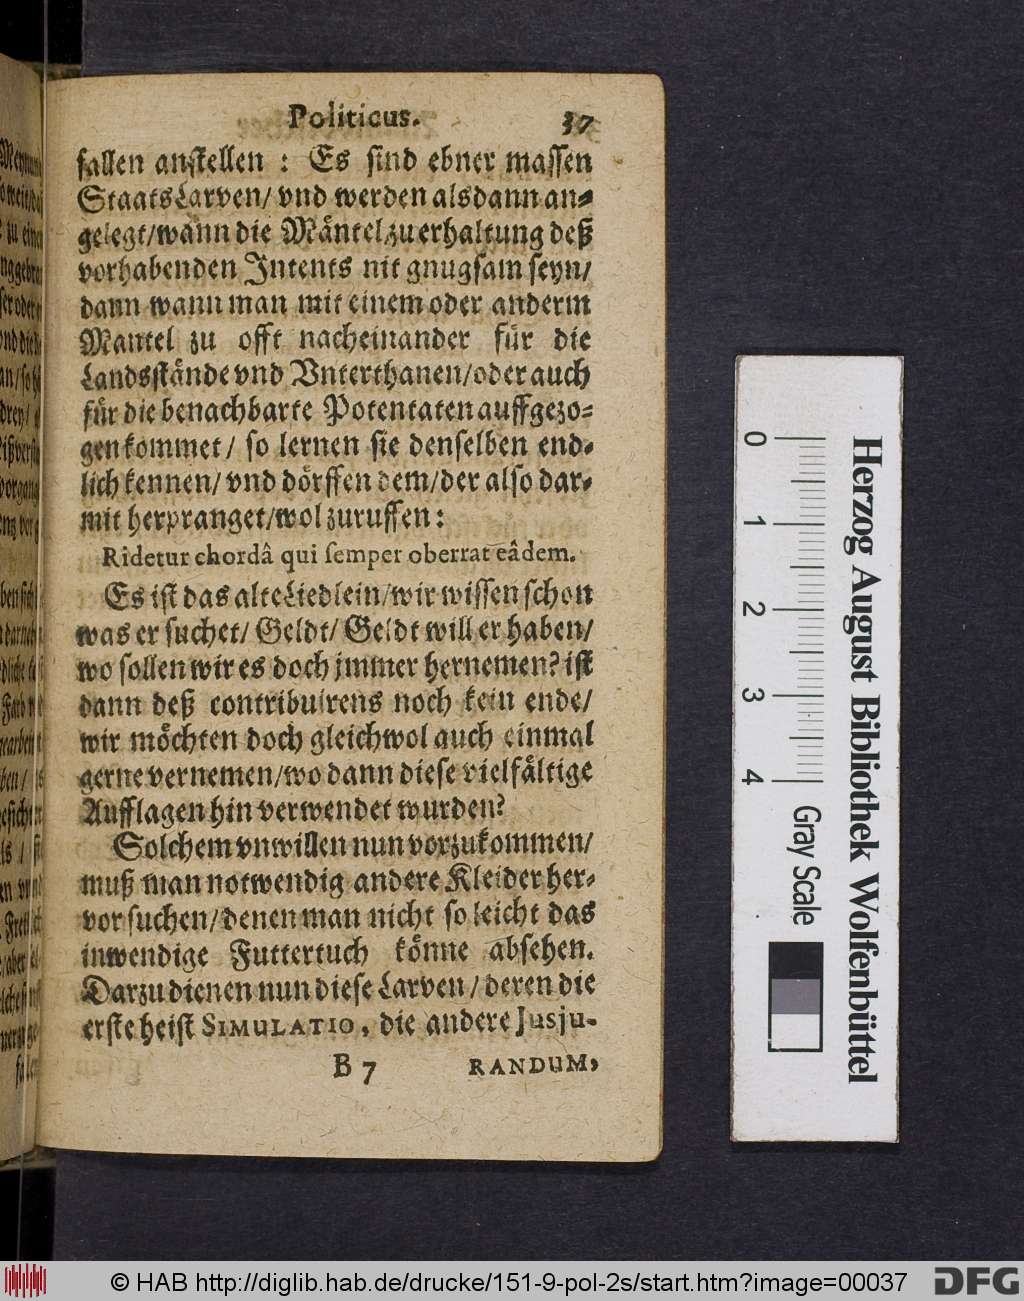 Politicus. 37
fallen anstellen : Es sind ebner massen
StaatsLarven/ vnd werden alsdann an-
gelegt/wann die Mäntel zu erhaltung deß
vorhabenden Intents nit gnugsam seyn/
dann wann man mit einem oder anderm
Mantel zu offt nacheinander für die
Landsstände vnd Vnterthanen/oder auch
für die benachbarte Potentaten auffgezo-
gen kommet/ so lernen sie denselben end-
lich kennen/ vnd dörffen dem/der also dar-
mit herpranget/wol zuruffen:
Ridetur chordâ qui semper oberrat eâdem.
Es ist das alte Liedlein/wir wissen schon
was er suchet/ Geldt/ Geldt will er haben/
wo sollen wir es doch jmmer hernemen? ist
dann deß contribuirens noch kein ende/
wir möchten doch gleichwol auch einmal
gerne vernemen/wo dann diese vielfältige
Aufflagen hin verwendet wurden?
Solchem vnwillen nun vorzukommen/
muß man notwendig andere Kleider her-
vor suchen/denen man nicht so leicht das
inwendige Futtertuch könne absehen.
Darzu dienen nun diese Larven/ deren die
erste heist SIMULATIO, die andere Jusju-
B 7 RANDUM,
Herzog August Bibliothek Wolfenbüttel
0 1 2 3 4 Gray Scale
© HAB http://diglib.hab.de/drucke/151-9-pol-2s/start.htm?image=00037 DFG